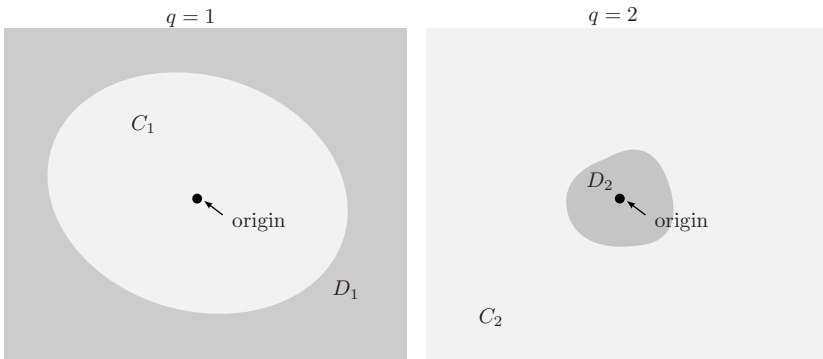 q = 1
C₁
origin
D₁
q = 2
D₂
origin
C₂